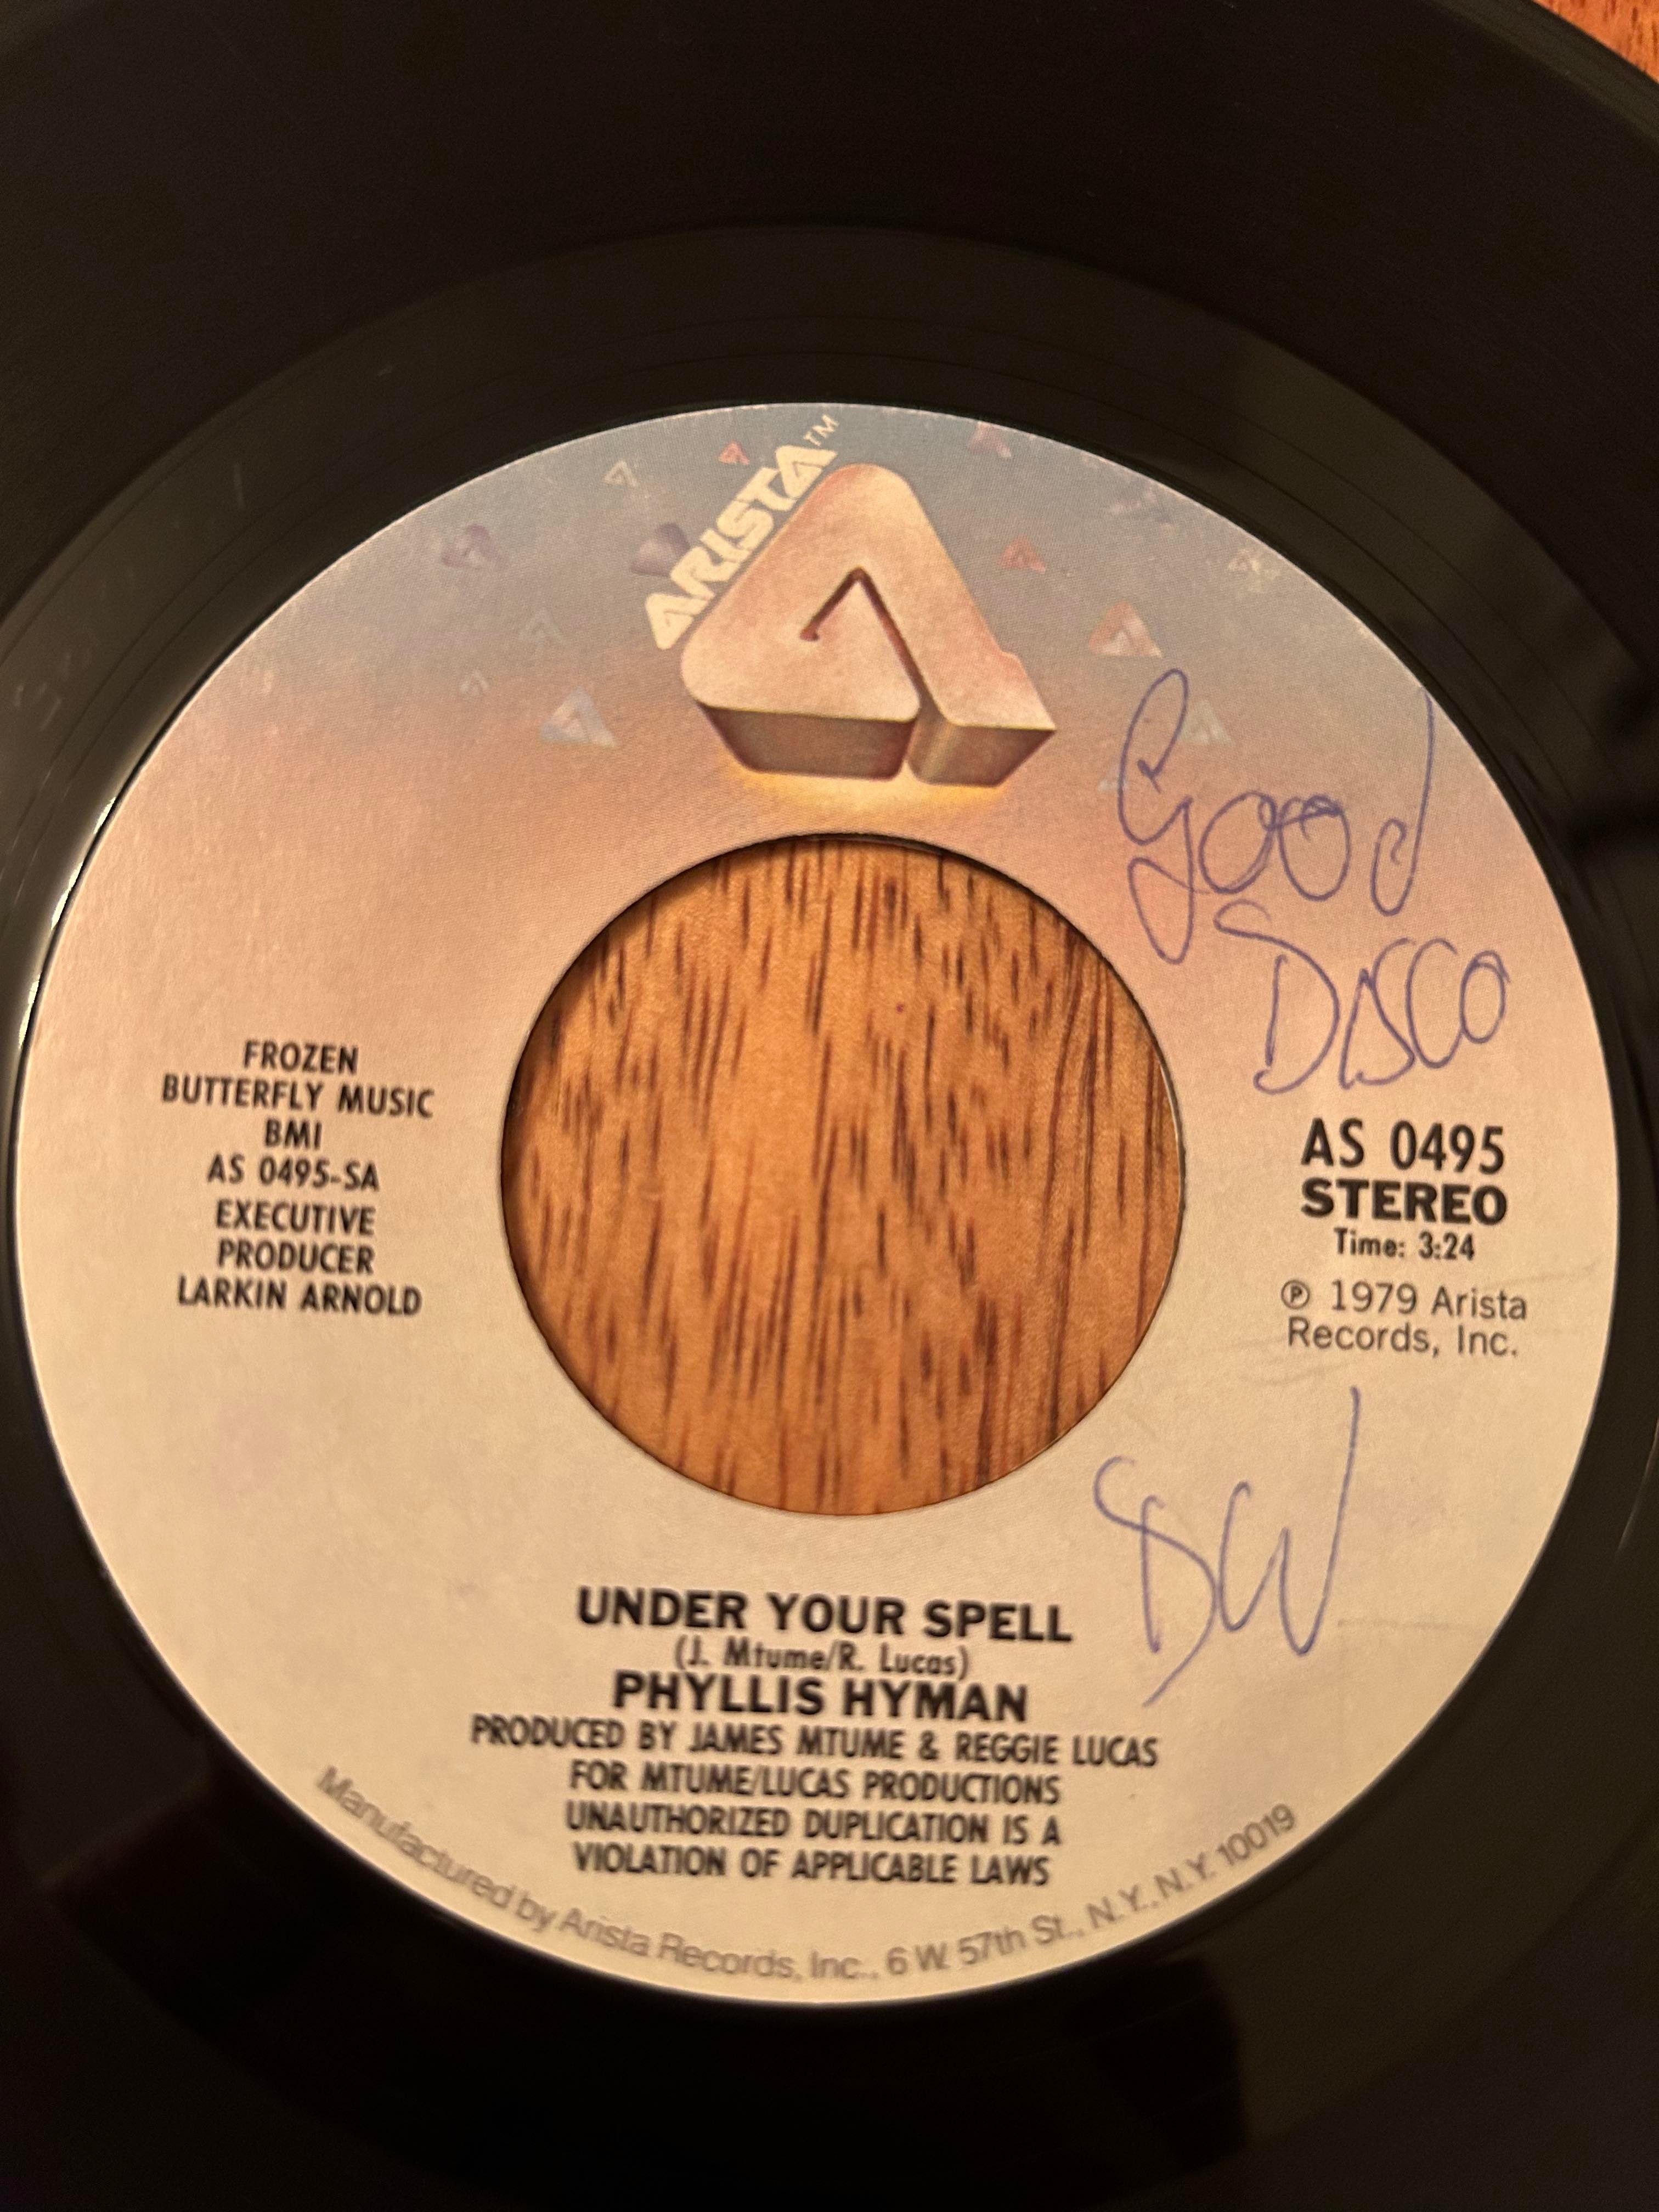 ARISTA™
Good
Disco
FROZEN
BUTTERFLY MUSIC
BMI
AS 0495-SA
EXECUTIVE
PRODUCER
LARKIN ARNOLD
AS 0495
STEREO
Time: 3:24
℗ 1979 Arista
Records, Inc.
DW
UNDER YOUR SPELL
(J. Mtume/R. Lucas)
PHYLLIS HYMAN
PRODUCED BY JAMES MTUME & REGGIE LUCAS
FOR MTUME/LUCAS PRODUCTIONS
UNAUTHORIZED DUPLICATION IS A
VIOLATION OF APPLICABLE LAWS
Manufactured by Arista Records, Inc., 6 W. 57th St., N.Y., N.Y. 10019